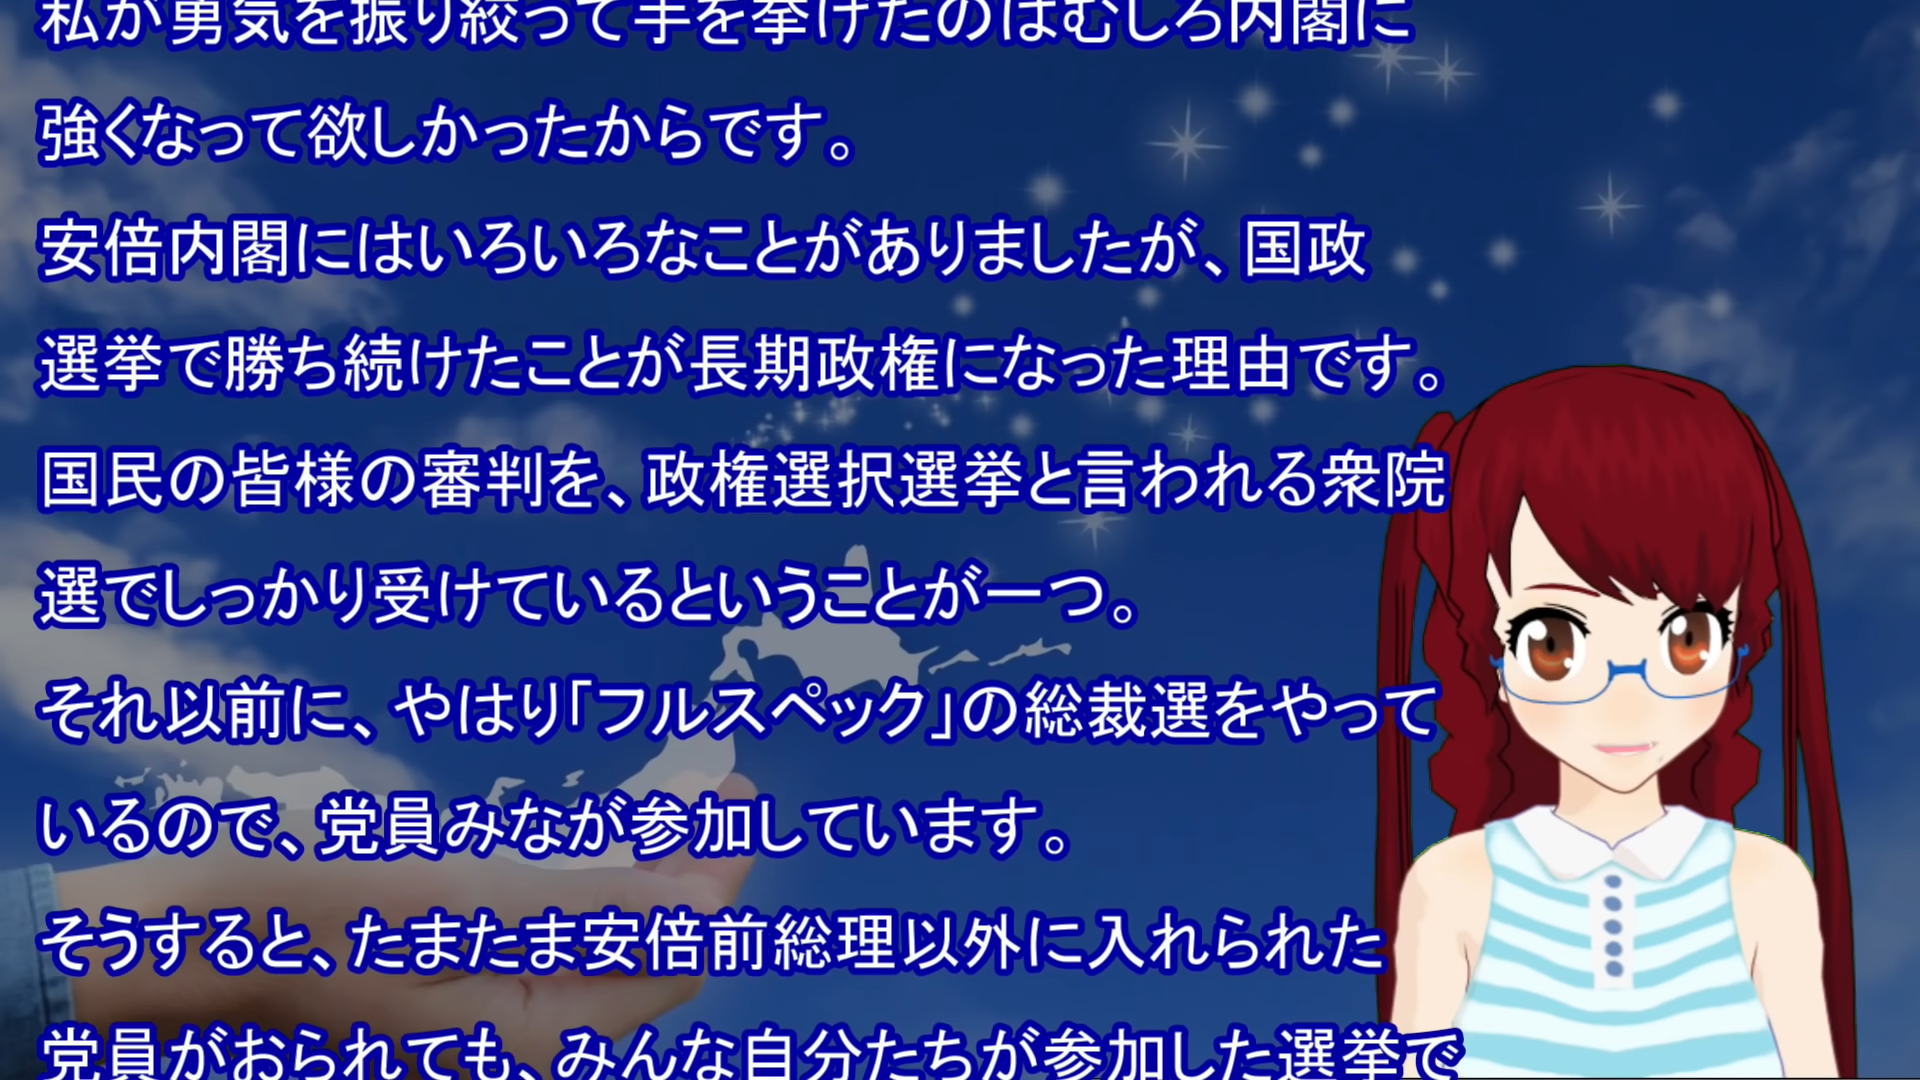 私が勇気を振り絞って手を挙げたのはむしろ内閣に
強くなって欲しかったからです。
安倍内閣にはいろいろなことがありましたが、国政
選挙で勝ち続けたことが長期政権になった理由です。
国民の皆様の審判を、政権選択選挙と言われる衆院
選でしっかり受けているということが一つ。
それ以前に、やはり「フルスペック」の総裁選をやって
いるので、党員みなが参加しています。
そうすると、たまたま安倍前総理以外に入れられた
党員がおられても、みんな自分たちが参加した選挙で